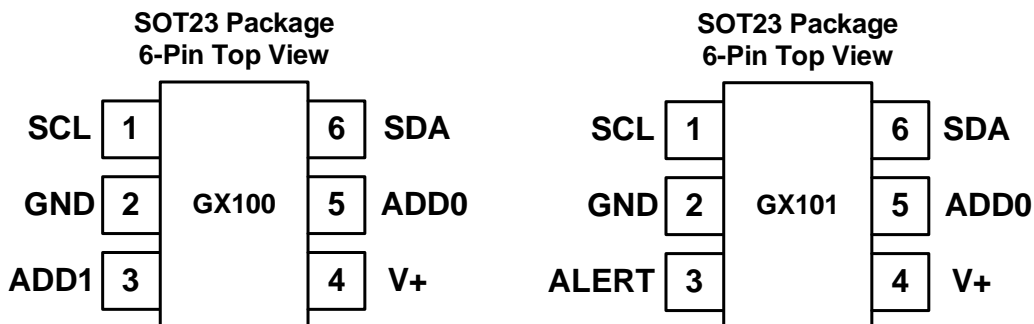 SOT23 Package
6-Pin Top View
SCL 1 6 SDA
GND 2 GX100 5 ADD0
ADD1 3 4 V+
SOT23 Package
6-Pin Top View
SCL 1 6 SDA
GND 2 GX101 5 ADD0
ALERT 3 4 V+